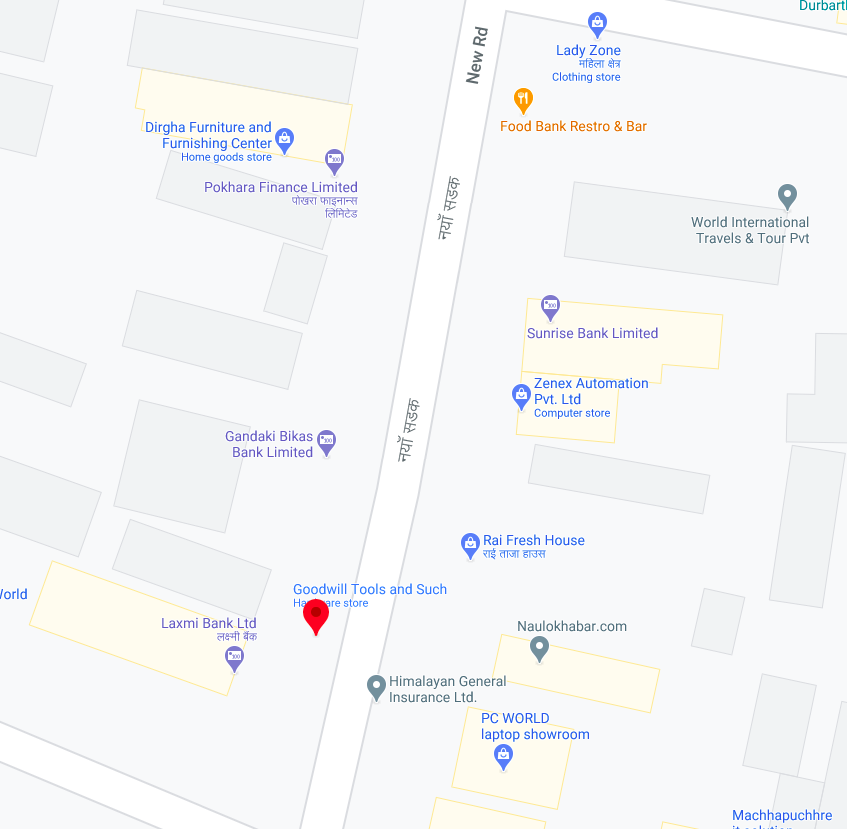 Durbart
Lady Zone
महिला क्षेत्र
Clothing store
New Rd
Food Bank Restro & Bar
Dirgha Furniture and
Furnishing Center
Home goods store
Pokhara Finance Limited
पोखरा फाइनान्स
लिमिटेड
नयाँ सडक
World International
Travels & Tour Pvt
Sunrise Bank Limited
Zenex Automation
Pvt. Ltd
Computer store
नयाँ सडक
Gandaki Bikas
Bank Limited
Rai Fresh House
राई ताजा हाउस
Goodwill Tools and Such
store
World
Laxmi Bank Ltd
लक्ष्मी बैंक
Naulokhabar.com
Himalayan General
Insurance Ltd.
PC WORLD
laptop showroom
Machhapuchhre